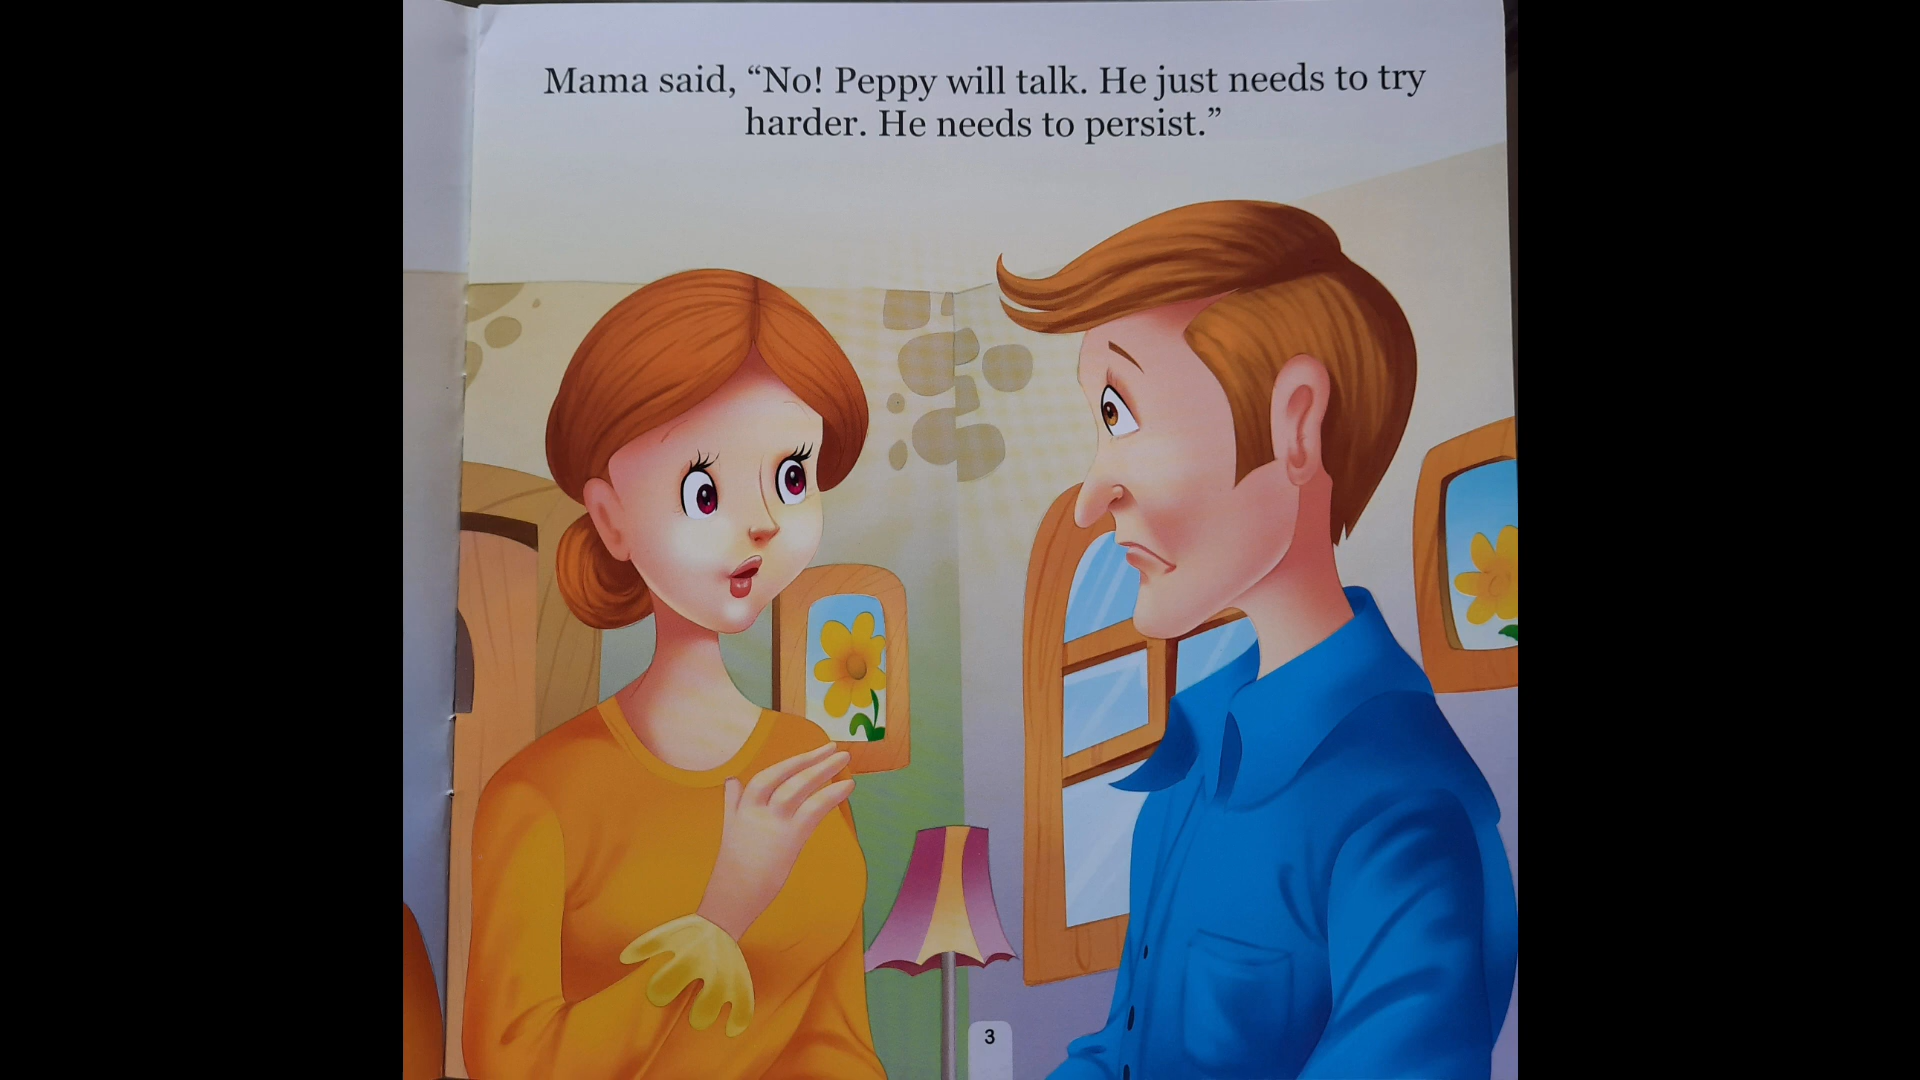 Mama said, “No! Peppy will talk. He just needs to try
harder. He needs to persist.”
3